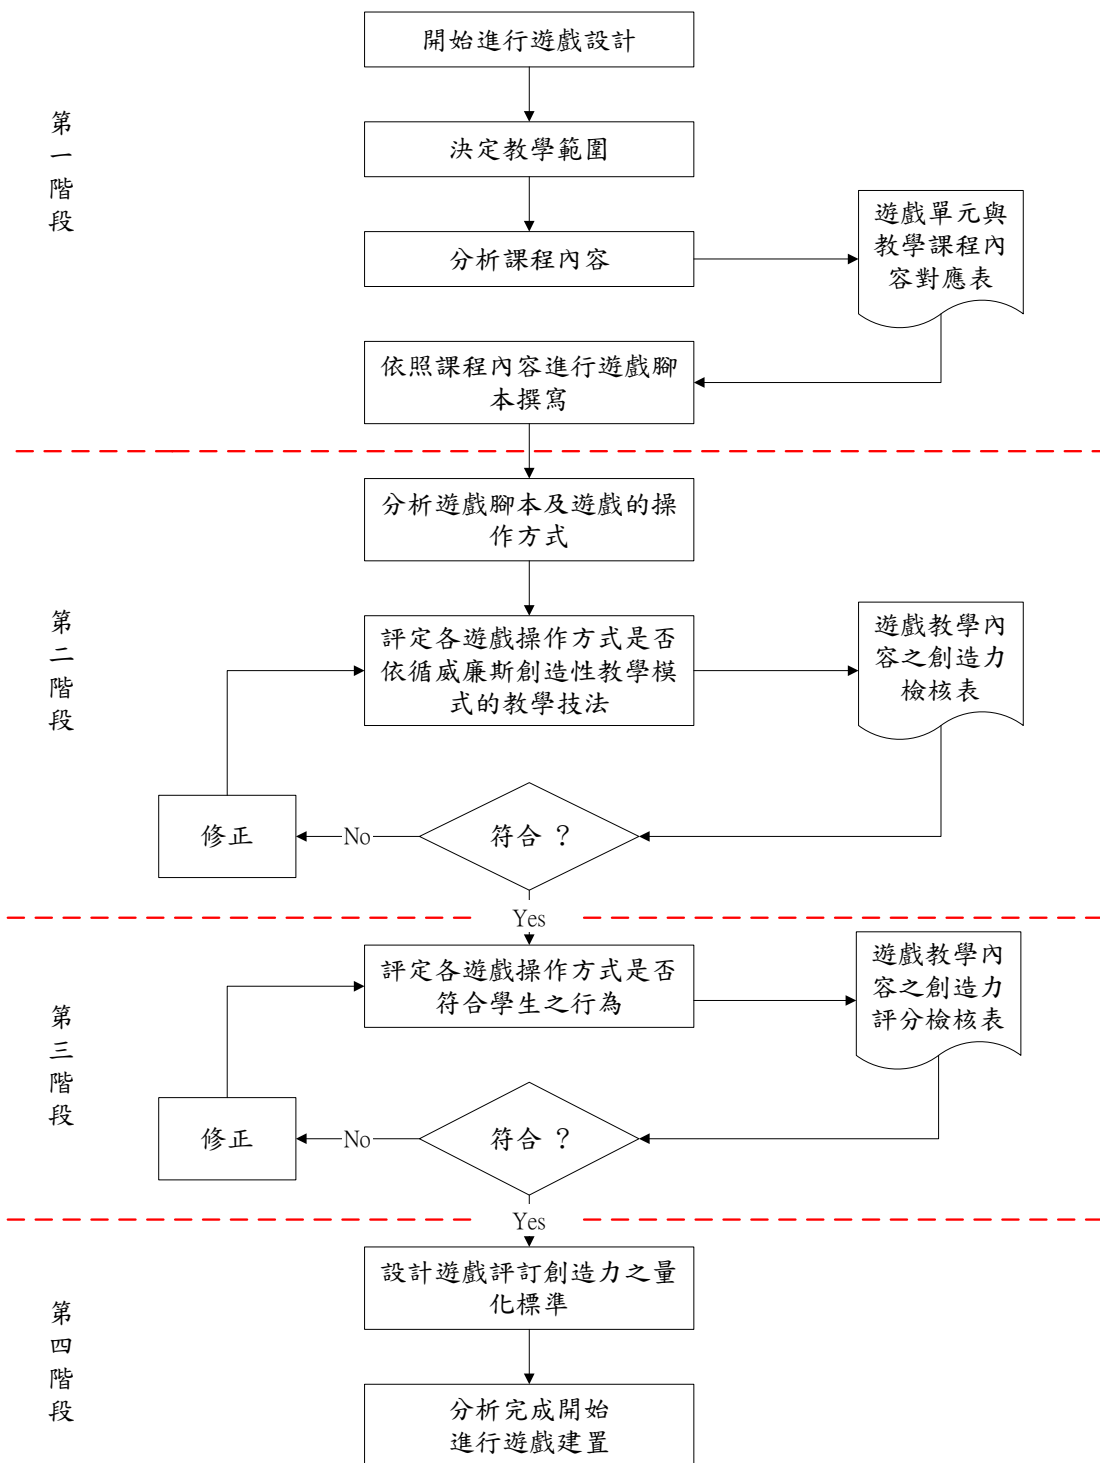 開始進行遊戲設計
第一階段
決定教學範圍
分析課程內容
遊戲單元與
教學課程內
容對應表
依照課程內容進行遊戲腳
本撰寫
第二階段
分析遊戲腳本及遊戲的操
作方式
評定各遊戲操作方式是否
依循威廉斯創造性教學模
式的教學技法
遊戲教學內
容之創造力
檢核表
修正
No
符合 ？
Yes
第三階段
評定各遊戲操作方式是否
符合學生之行為
遊戲教學內
容之創造力
評分檢核表
修正
No
符合 ？
Yes
第四階段
設計遊戲評訂創造力之量
化標準
分析完成開始
進行遊戲建置